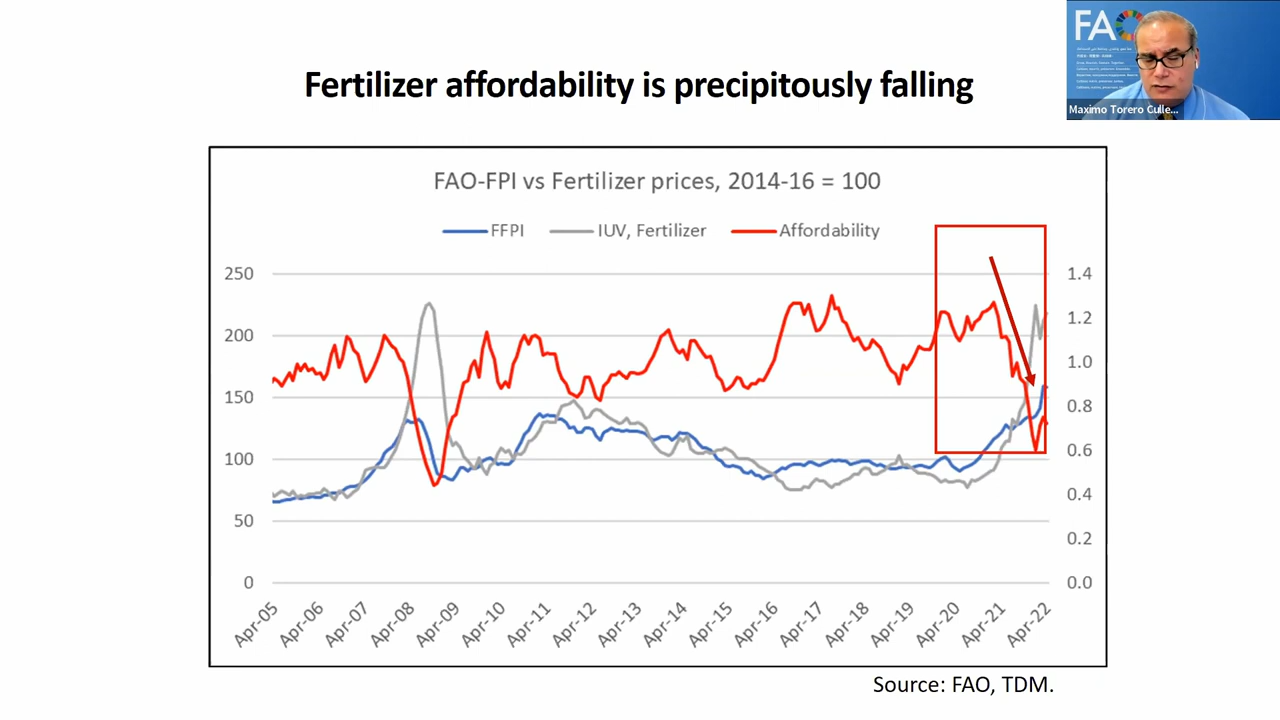 FAO
Maximo Torero Culle...
Fertilizer affordability is precipitously falling
FAO-FPI vs Fertilizer prices, 2014-16 = 100
FFPI
IUV, Fertilizer
Affordability
250
200
150
100
50
0
1.4
1.2
1.0
0.8
0.6
0.4
0.2
0.0
Apr-05
Apr-06
Apr-07
Apr-08
Apr-09
Apr-10
Apr-11
Apr-12
Apr-13
Apr-14
Apr-15
Apr-16
Apr-17
Apr-18
Apr-19
Apr-20
Apr-21
Apr-22
Source: FAO, TDM.